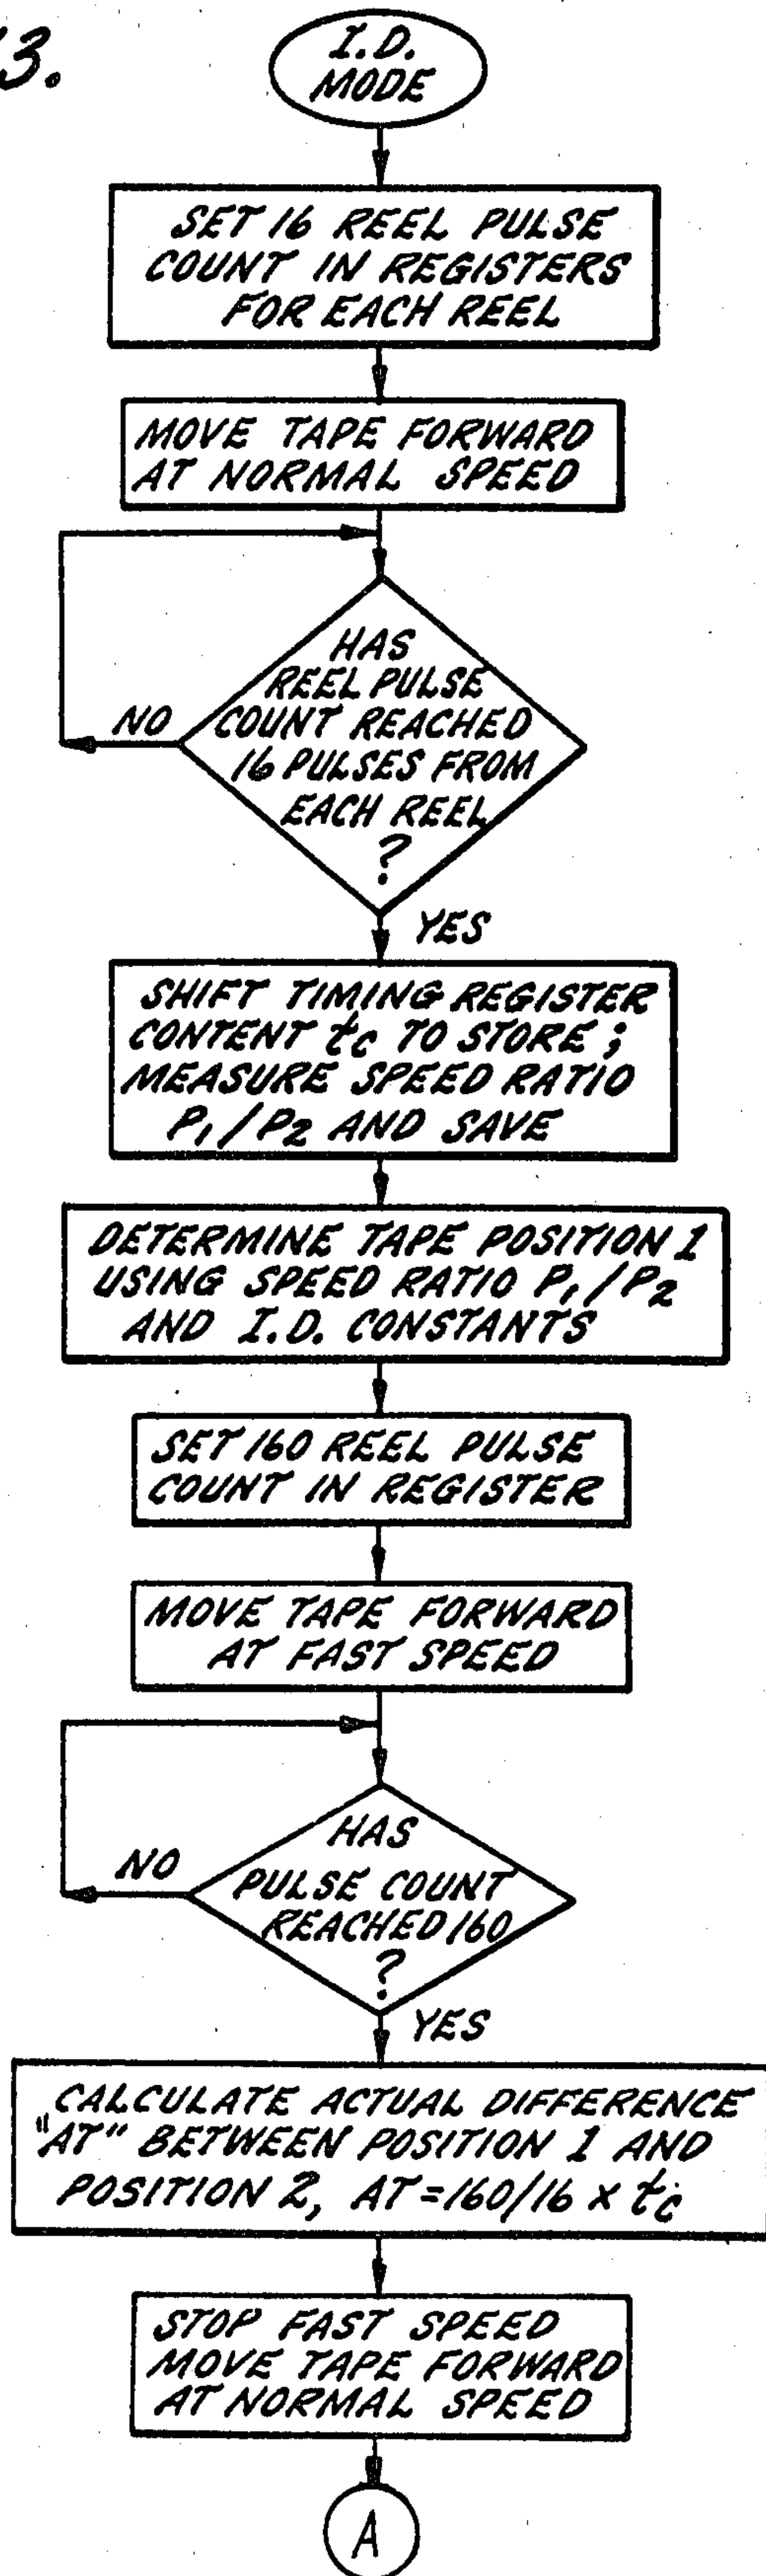 3.
I.D.
MODE
SET 16 REEL PULSE
COUNT IN REGISTERS
FOR EACH REEL
MOVE TAPE FORWARD
AT NORMAL SPEED
HAS
REEL PULSE
COUNT REACHED
16 PULSES FROM
EACH REEL
?
NO
YES
SHIFT TIMING REGISTER
CONTENT tc TO STORE;
MEASURE SPEED RATIO
P1/P2 AND SAVE
DETERMINE TAPE POSITION 1
USING SPEED RATIO P1/P2
AND I.D. CONSTANTS
SET 160 REEL PULSE
COUNT IN REGISTER
MOVE TAPE FORWARD
AT FAST SPEED
HAS
PULSE COUNT
REACHED 160
?
NO
YES
CALCULATE ACTUAL DIFFERENCE
"AT" BETWEEN POSITION 1 AND
POSITION 2, AT=160/16 x tc
STOP FAST SPEED
MOVE TAPE FORWARD
AT NORMAL SPEED
A